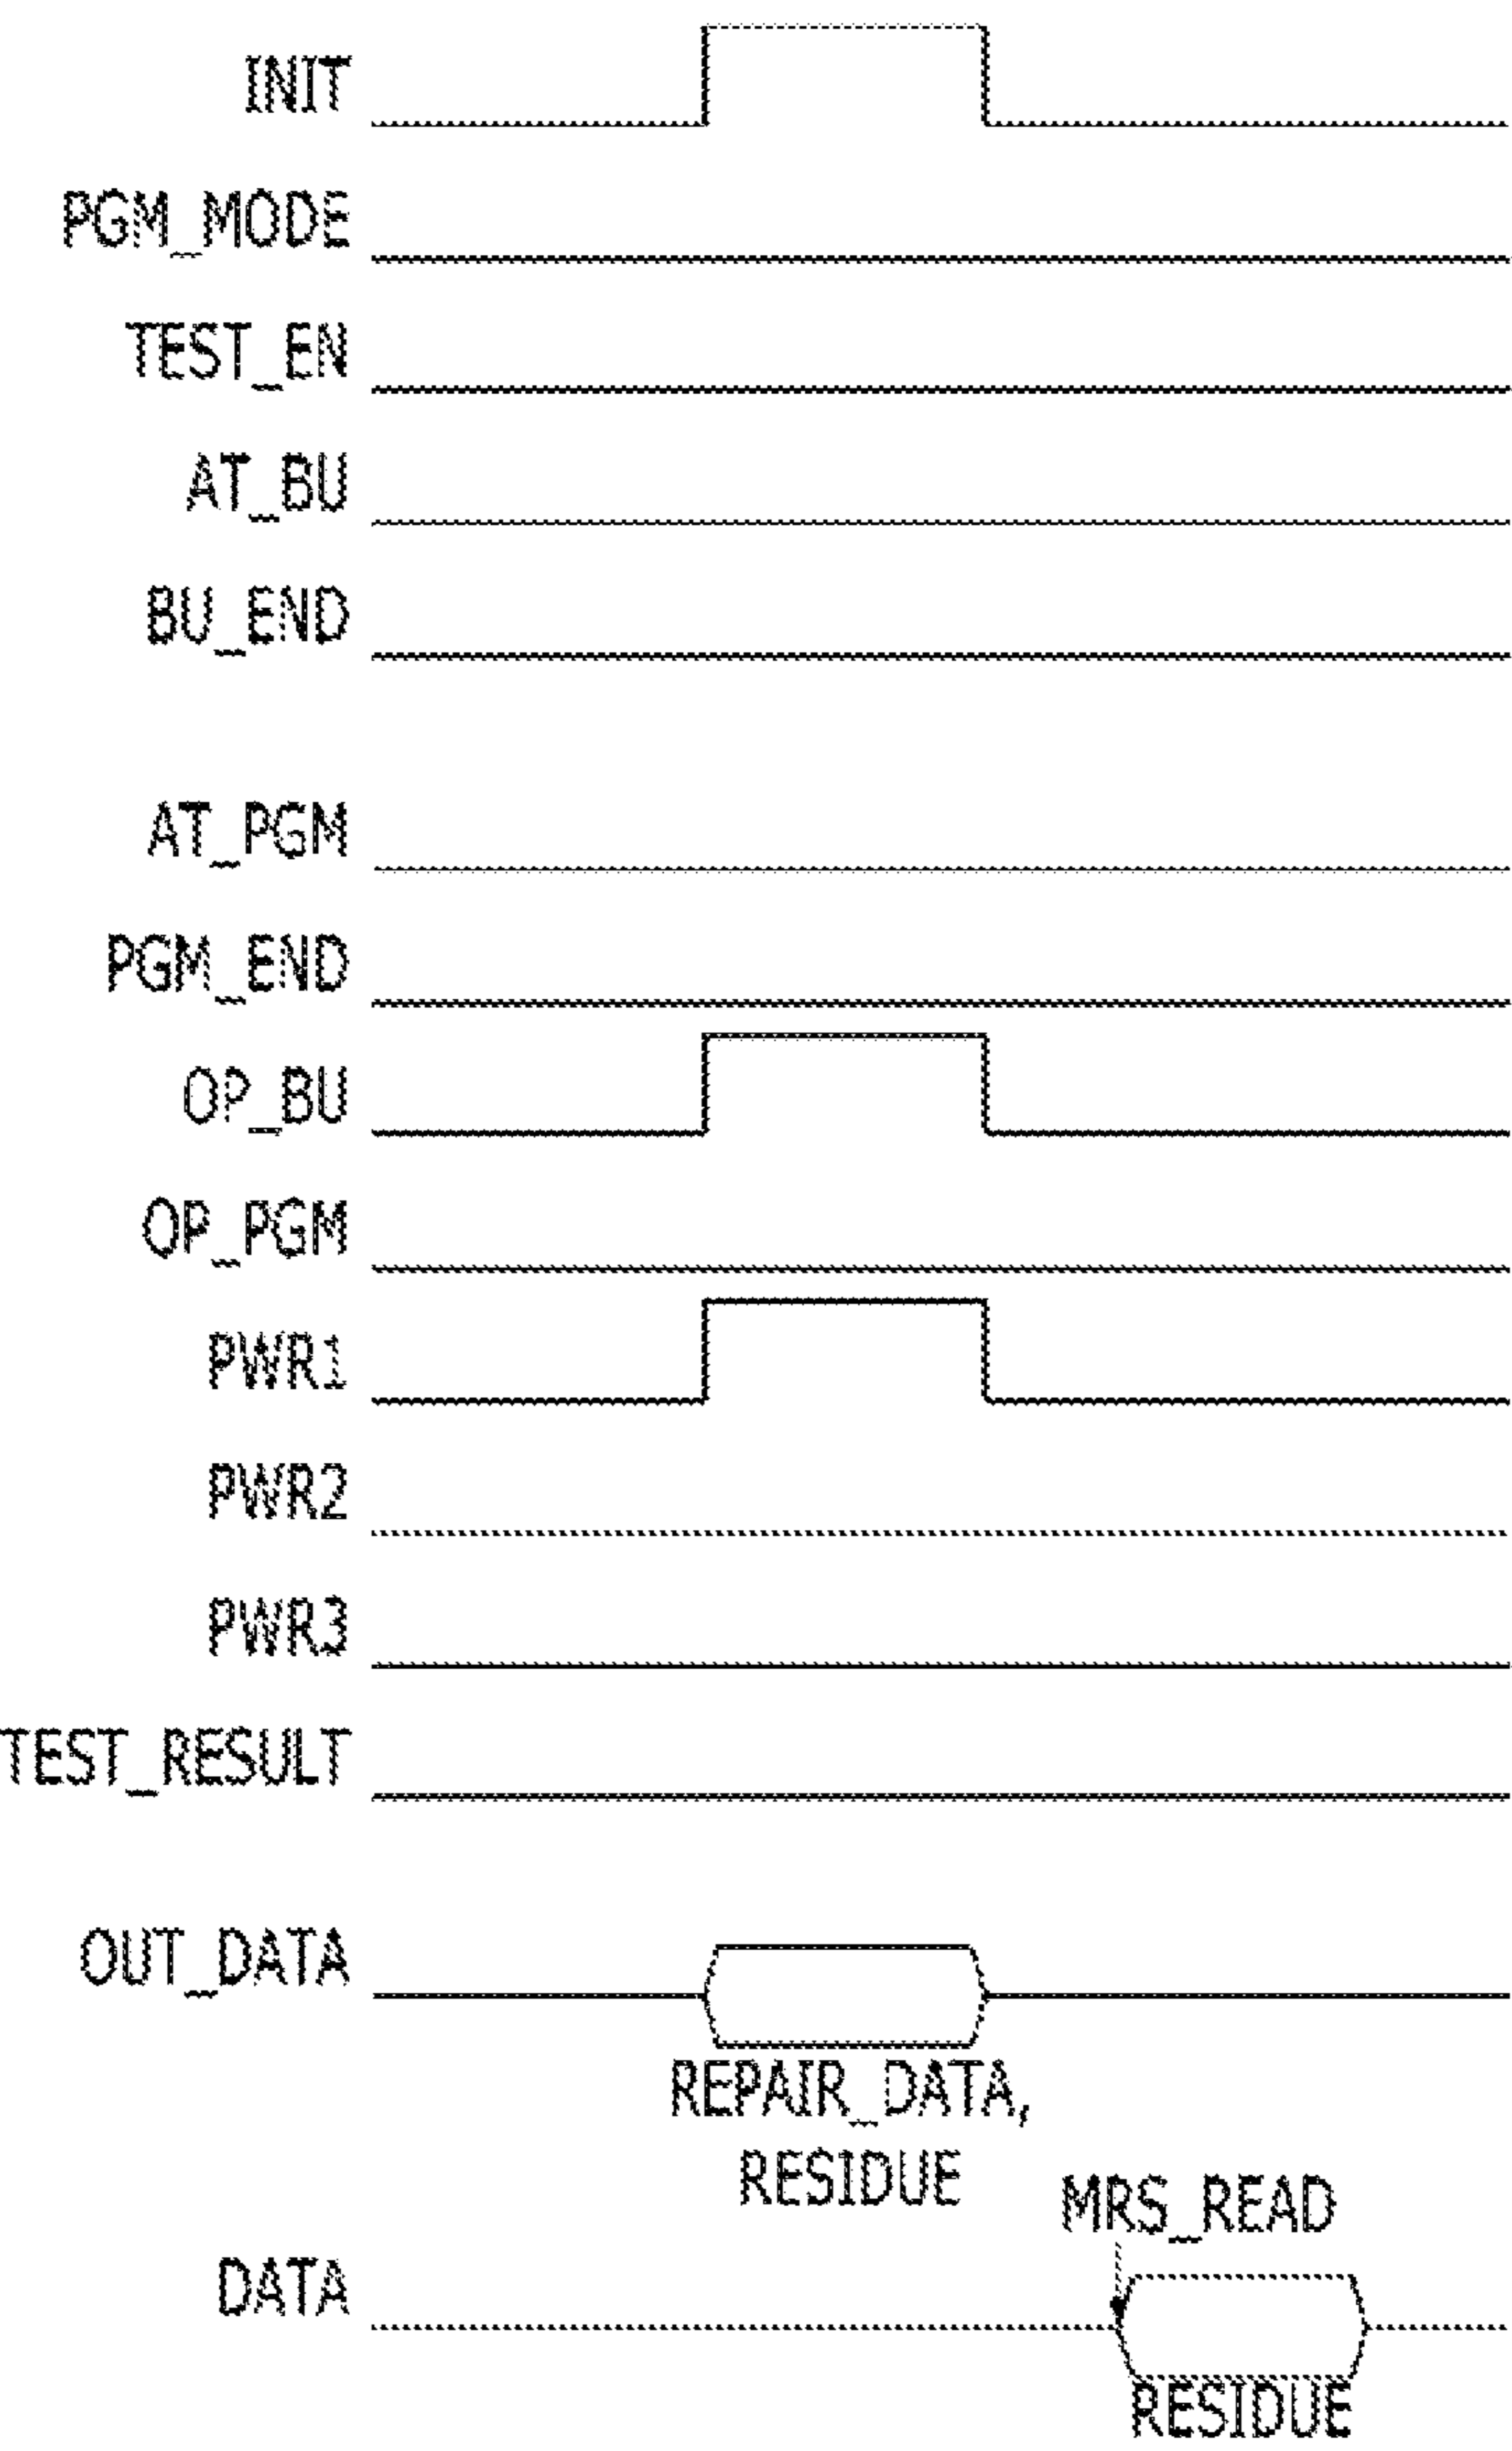 INIT
PGM_MODE
TEST_EN
AT_BU
BU_END
AT_PGM
PGM_END
OP_BU
OP_PGM
PWR1
PWR2
PWR3
TEST_RESULT
OUT_DATA
REPAIR_DATA,
RESIDUE
MRS_READ
DATA
RESIDUE